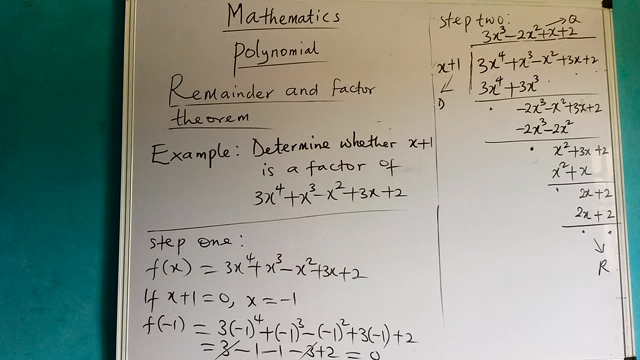 Mathematics
Polynomial
Remainder and factor
theorem
Example: Determine whether x+1
is a factor of
3x⁴+x³-x²+3x+2
step one:
f(x) = 3x⁴+x³-x²+3x+2
If x+1=0, x=-1
f(-1) = 3(-1)⁴+(-1)³-(-1)²+3(-1)+2
= 3-1-1-3+2 = 0
step two: Q
3x³-2x²+x+2
x+1 3x⁴+x³-x²+3x+2
D 3x⁴+3x³
-2x³-x²+3x+2
-2x³-2x²
x²+3x+2
x²+x
2x+2
2x+2
R